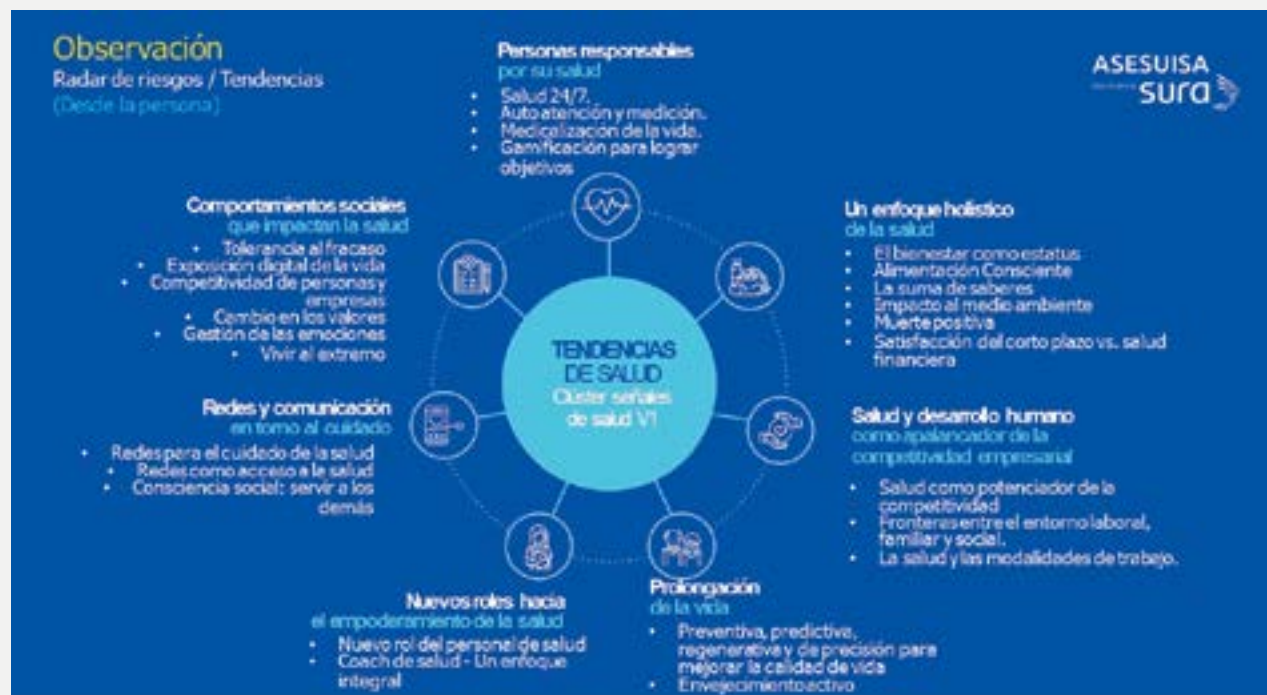 Observación
Radar de riesgos / Tendencias
(Desde la persona)
ASESUISA
sura
Personas responsables
por su salud
• Salud 24/7.
• Auto atención y medición.
• Medicalización de la vida.
• Gamificación para lograr
objetivos
Un enfoque holístico
de la salud
• El bienestar como estatus
• Alimentación Consciente
• La suma de saberes
• Impacto al medio ambiente
• Muerte positiva
• Satisfacción del corto plazo vs. salud
financiera
Salud y desarrollo humano
como apalancador de la
competitividad empresarial
• Salud como potenciador de la
competitividad
• Fronteras entre el entorno laboral,
familiar y social.
• La salud y las modalidades de trabajo.
Prolongación
de la vida
• Preventiva, predictiva,
regenerativa y de precisión para
mejorar la calidad de vida
• Envejecimiento activo
Nuevos roles hacia
el empoderamiento de la salud
• Nuevo rol del personal de salud
• Coach de salud - Un enfoque
integral
Redes y comunicación
en torno al cuidado
• Redes para el cuidado de la salud
• Redes como acceso a la salud
• Consciencia social: servir a los
demás
Comportamientos sociales
que impactan la salud
• Tolerancia al fracaso
• Exposición digital de la vida
• Competitividad de personas y
empresas
• Cambio en los valores
• Gestión de las emociones
• Vivir al extremo
TENDENCIAS
DE SALUD
Clúster señales
de salud V1